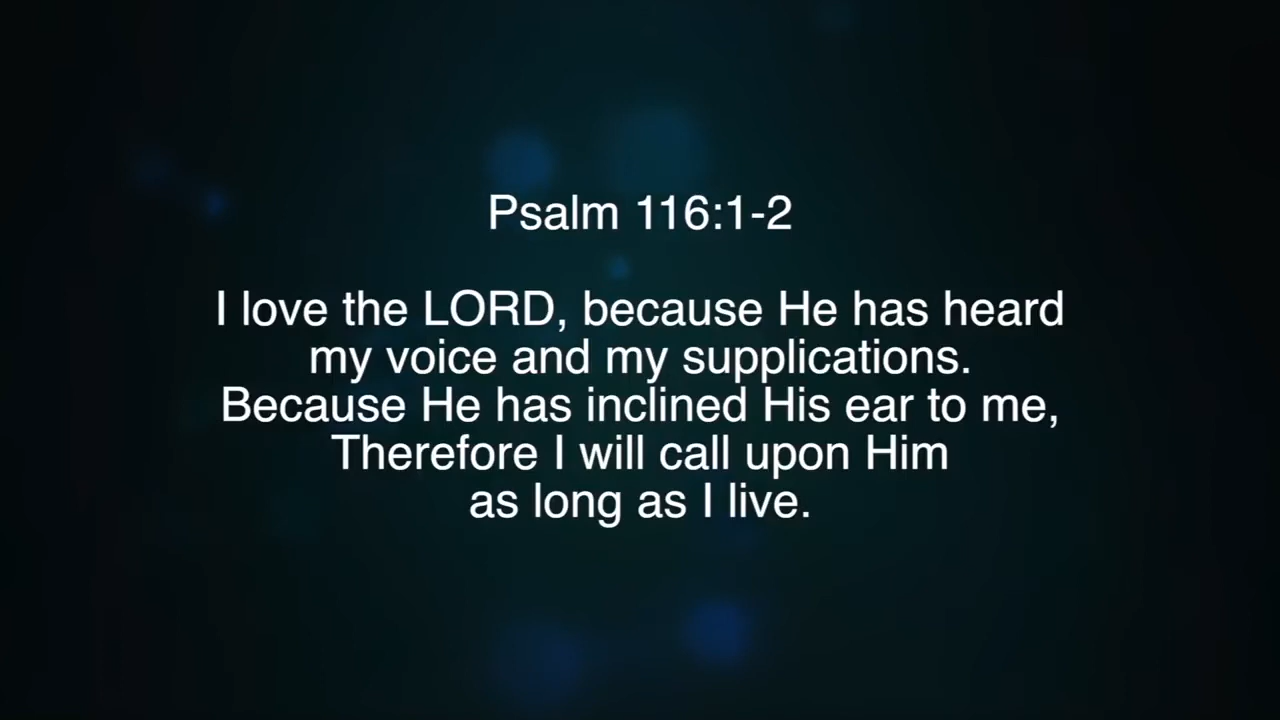 Psalm 116:1-2
I love the LORD, because He has heard
my voice and my supplications.
Because He has inclined His ear to me,
Therefore I will call upon Him
as long as I live.